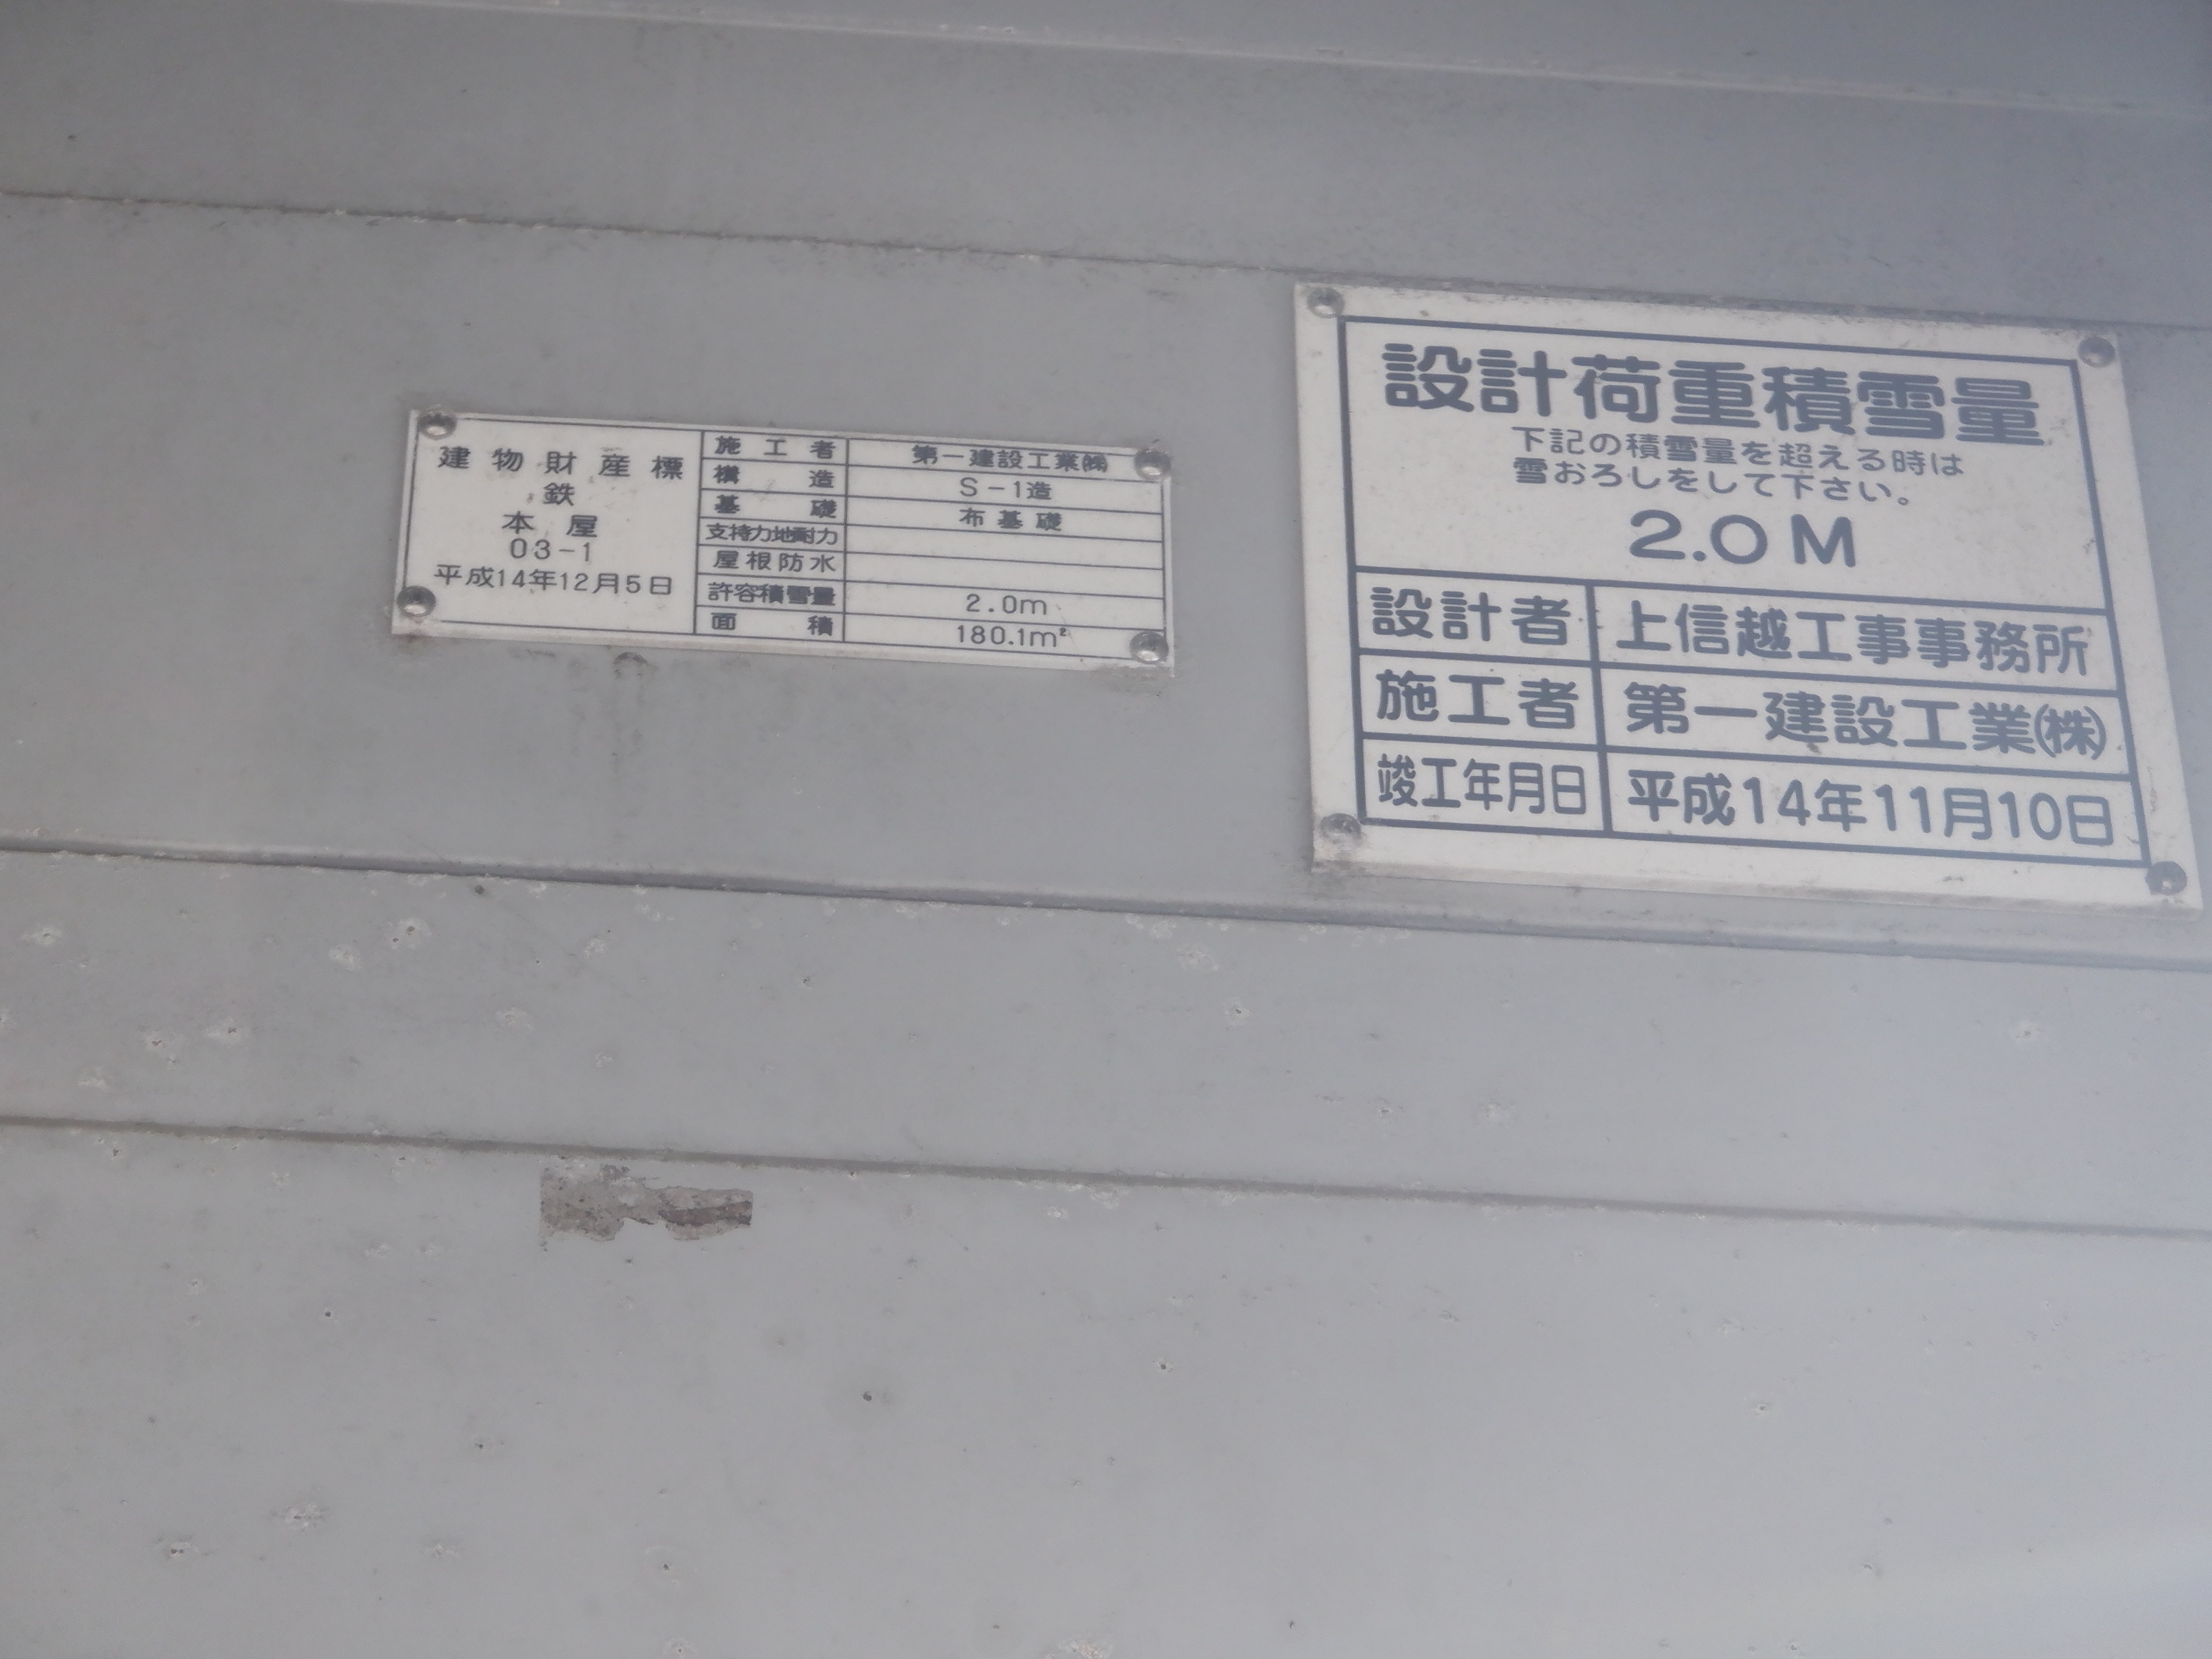 建物財産標
鉄
本屋
03-1
平成14年12月5日
施工者 第一建設工業㈱
構造 S-1造
基礎 布基礎
支持力地耐力
屋根防水
許容積雪量 2.0m
面積 180.1m²
設計荷重積雪量
下記の積雪量を超える時は
雪おろしをして下さい。
2.0M
設計者 上信越工事事務所
施工者 第一建設工業(株)
竣工年月日 平成14年11月10日